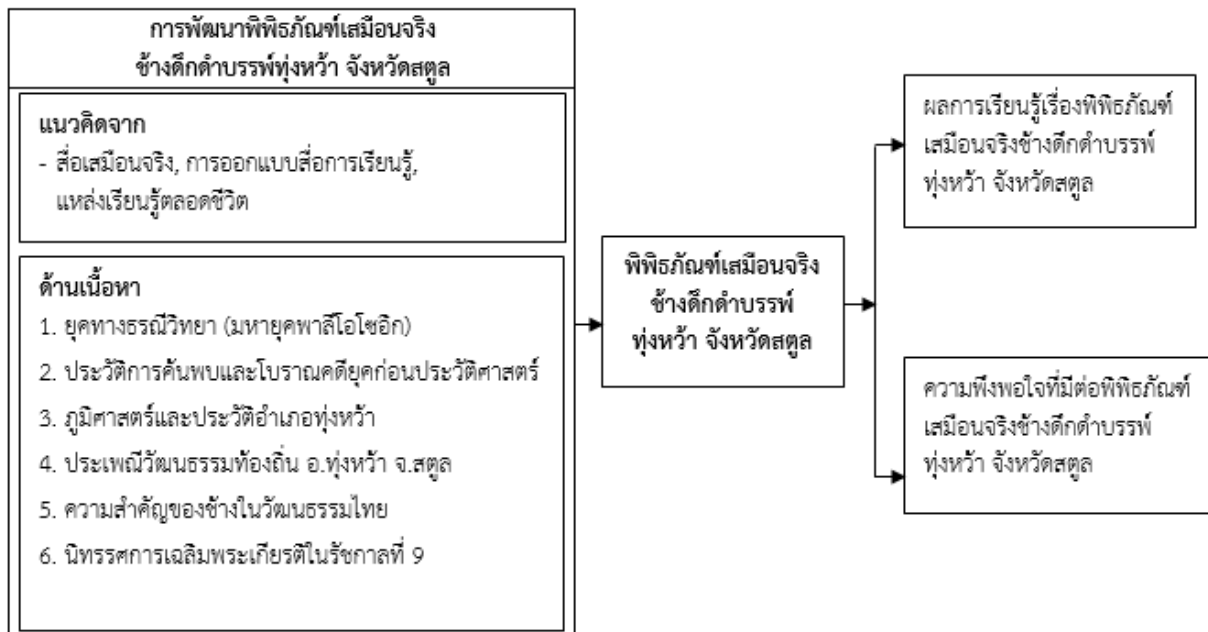 การพัฒนาพิพิธภัณฑ์เสมือนจริง
ช้างดึกดำบรรพ์ทุ่งหว้า จังหวัดสตูล
แนวคิดจาก
- สื่อเสมือนจริง, การออกแบบสื่อการเรียนรู้,
แหล่งเรียนรู้ตลอดชีวิต
ด้านเนื้อหา
1. ยุคทางธรณีวิทยา (มหายุคพาลีโอโซอิก)
2. ประวัติการค้นพบและโบราณคดียุคก่อนประวัติศาสตร์
3. ภูมิศาสตร์และประวัติอำเภอทุ่งหว้า
4. ประเพณีวัฒนธรรมท้องถิ่น อ.ทุ่งหว้า จ.สตูล
5. ความสำคัญของช้างในวัฒนธรรมไทย
6. นิทรรศการเฉลิมพระเกียรติในรัชกาลที่ 9
พิพิธภัณฑ์เสมือนจริง
ช้างดึกดำบรรพ์
ทุ่งหว้า จังหวัดสตูล
ผลการเรียนรู้เรื่องพิพิธภัณฑ์
เสมือนจริงช้างดึกดำบรรพ์
ทุ่งหว้า จังหวัดสตูล
ความพึงพอใจที่มีต่อพิพิธภัณฑ์
เสมือนจริงช้างดึกดำบรรพ์
ทุ่งหว้า จังหวัดสตูล